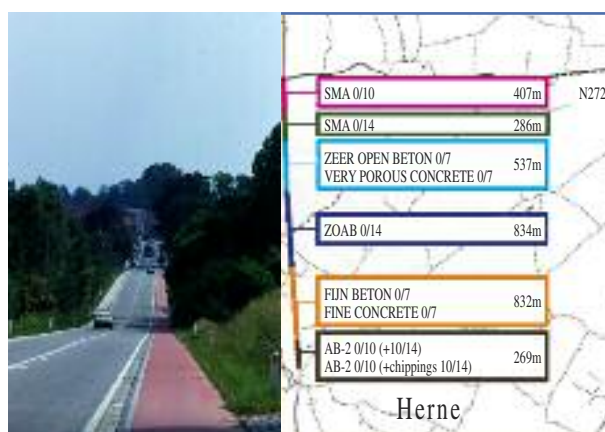 SMA 0/10 407m N272
SMA 0/14 286m
ZEER OPEN BETON 0/7
VERY POROUS CONCRETE 0/7 537m
ZOAB 0/14 834m
FIJN BETON 0/7
FINE CONCRETE 0/7 832m
AB-2 0/10 (+10/14)
AB-2 0/10 (+chippings 10/14) 269m
Herne